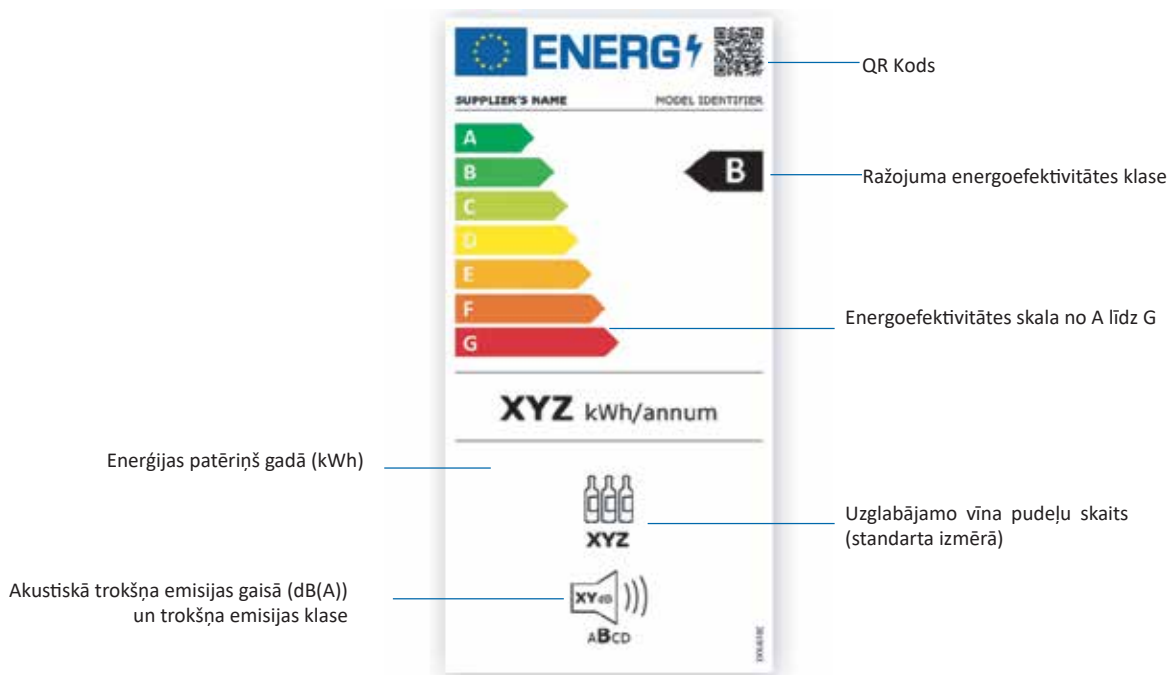 ENERG
QR Kods
SUPPLIER'S NAME MODEL IDENTIFIER
A
B B
Ražojuma energoefektivitātes klase
C
D
E
F
Energoefektivitātes skala no A līdz G
G
XYZ kWh/annum
Enerģijas patēriņš gadā (kWh)
Uzglabājamo vīna pudeļu skaits
(standarta izmērā)
XYZ
Akustiskā trokšņa emisijas gaisā (dB(A))
un trokšņa emisijas klase
XY dB
ABCD